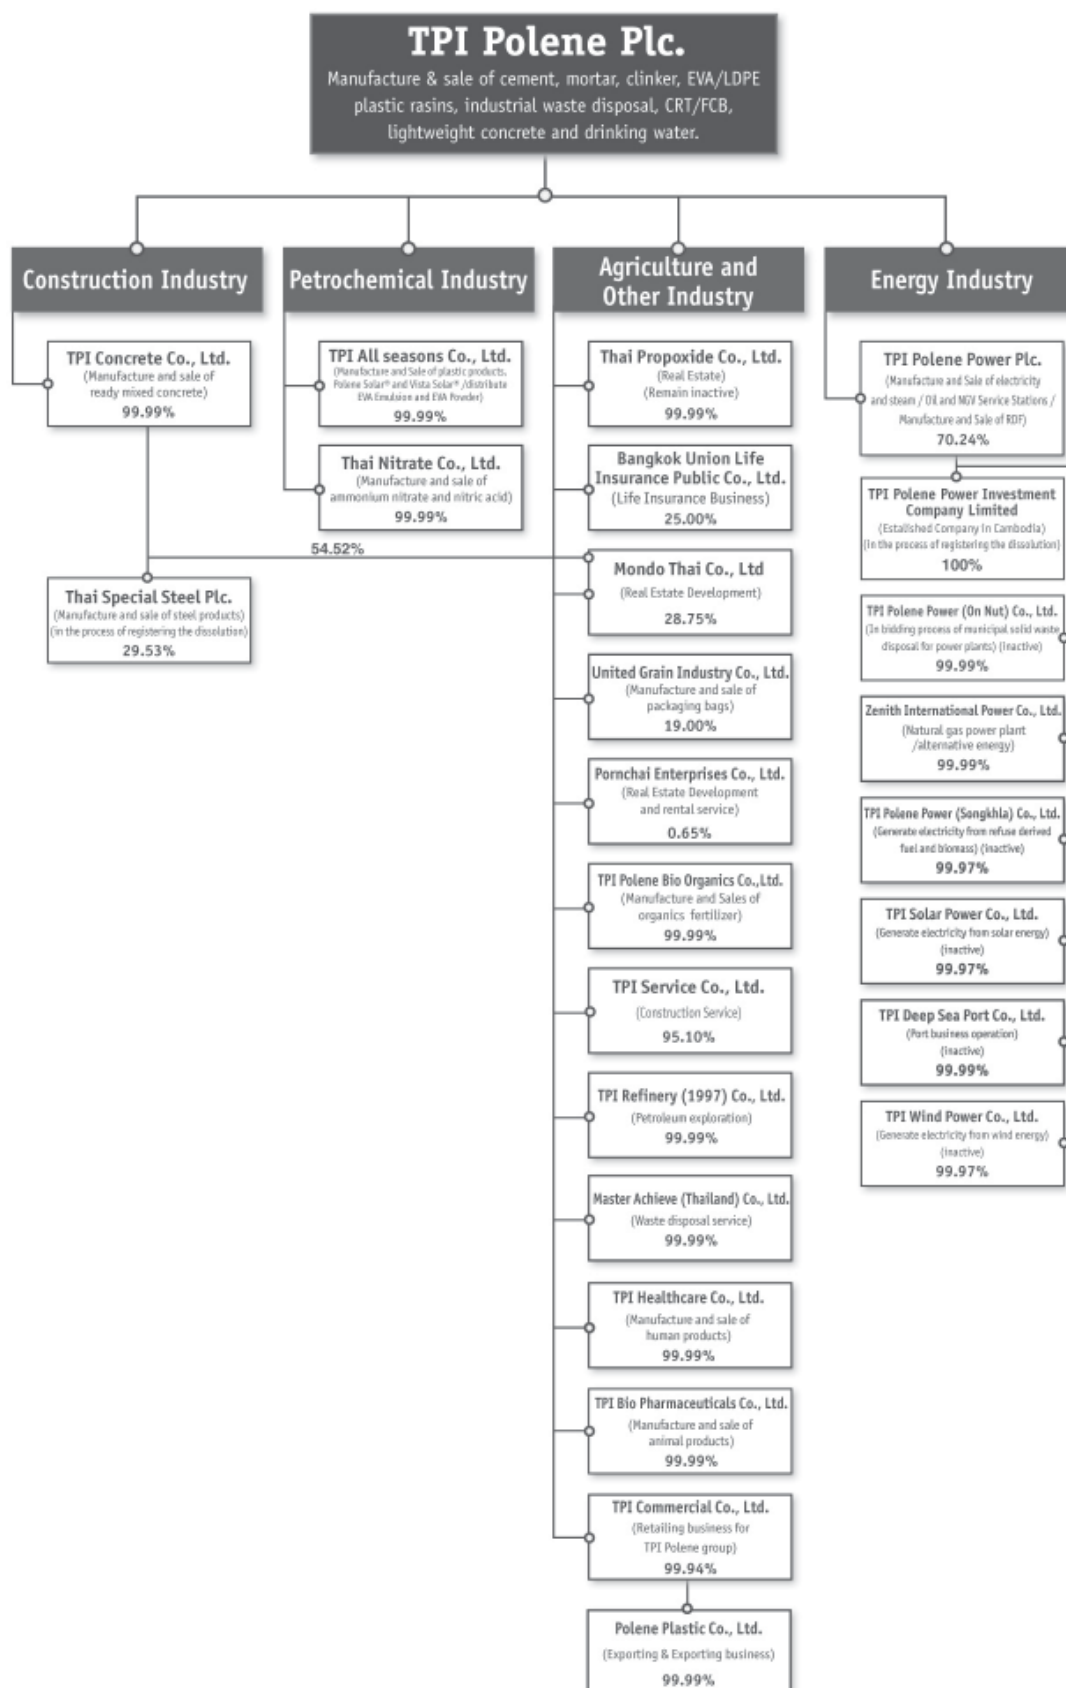 TPI Polene Plc.
Manufacture & sale of cement, mortar, clinker, EVA/LDPE
plastic rasins, industrial waste disposal, CRT/FCB,
lightweight concrete and drinking water.
Construction Industry
TPI Concrete Co., Ltd.
(Manufacture and sale of
ready mixed concrete)
99.99%
Thai Special Steel Plc.
(Manufacture and sale of steel products)
(in the process of registering the dissolution)
29.53%
54.52%
Petrochemical Industry
TPI All seasons Co., Ltd.
(Manufacture and Sale of plastic products,
Polene Solar® and Vista Solar® /distribute
EVA Emulsion and EVA Powder)
99.99%
Thai Nitrate Co., Ltd.
(Manufacture and sale of
ammonium nitrate and nitric acid)
99.99%
Agriculture and
Other Industry
Thai Propoxide Co., Ltd.
(Real Estate)
(Remain inactive)
99.99%
Bangkok Union Life
Insurance Public Co., Ltd.
(Life Insurance Business)
25.00%
Mondo Thai Co., Ltd
(Real Estate Development)
28.75%
United Grain Industry Co., Ltd.
(Manufacture and sale of
packaging bags)
19.00%
Pornchai Enterprises Co., Ltd.
(Real Estate Development
and rental service)
0.65%
TPI Polene Bio Organics Co.,Ltd.
(Manufacture and Sales of
organics fertilizer)
99.99%
TPI Service Co., Ltd.
(Construction Service)
95.10%
TPI Refinery (1997) Co., Ltd.
(Petroleum exploration)
99.99%
Master Achieve (Thailand) Co., Ltd.
(Waste disposal service)
99.99%
TPI Healthcare Co., Ltd.
(Manufacture and sale of
human products)
99.99%
TPI Bio Pharmaceuticals Co., Ltd.
(Manufacture and sale of
animal products)
99.99%
TPI Commercial Co., Ltd.
(Retailing business for
TPI Polene group)
99.94%
Polene Plastic Co., Ltd.
(Exporting & Exporting business)
99.99%
Energy Industry
TPI Polene Power Plc.
(Manufacture and Sale of electricity
and steam / Oil and NGV Service Stations /
Manufacture and Sale of RDF)
70.24%
TPI Polene Power Investment
Company Limited
(Estalished Company in Cambodia)
(in the process of registering the dissolution)
100%
TPI Polene Power (On Nut) Co., Ltd.
(In bidding process of municipal solid waste
disposal for power plants) (inactive)
99.99%
Zenith International Power Co., Ltd.
(Natural gas power plant
/alternative energy)
99.99%
TPI Polene Power (Songkhla) Co., Ltd.
(Generate electricity from refuse derived
fuel and biomass) (inactive)
99.97%
TPI Solar Power Co., Ltd.
(Generate electricity from solar energy)
(inactive)
99.97%
TPI Deep Sea Port Co., Ltd.
(Port business operation)
(inactive)
99.99%
TPI Wind Power Co., Ltd.
(Generate electricity from wind energy)
(inactive)
99.97%